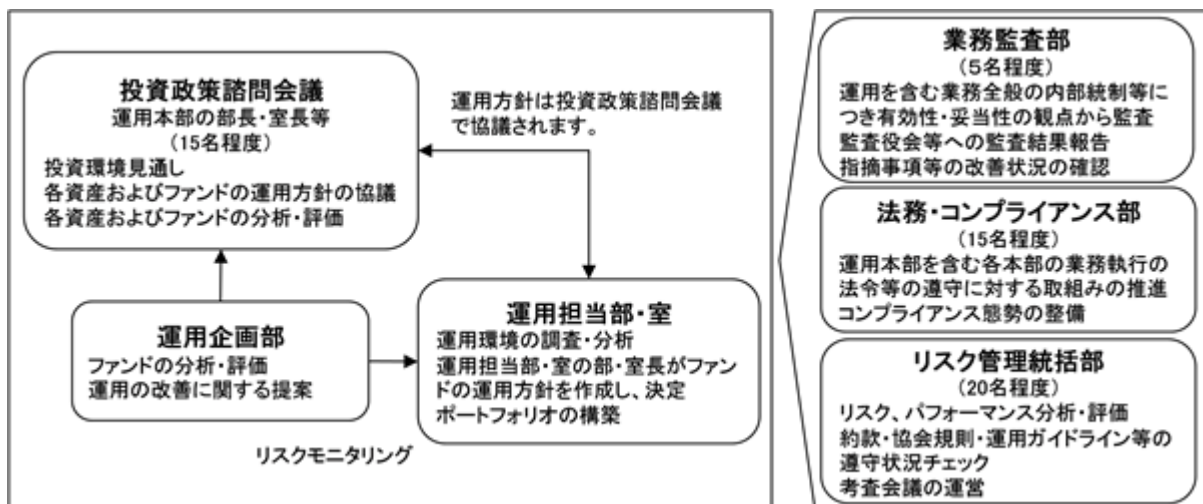 投資政策諮問会議
運用本部の部長・室長等
(15名程度)
投資環境見通し
各資産およびファンドの運用方針の協議
各資産およびファンドの分析・評価
運用方針は投資政策諮問会議
で協議されます。
運用企画部
ファンドの分析・評価
運用の改善に関する提案
運用担当部・室
運用環境の調査・分析
運用担当部・室の部・室長がファン
ドの運用方針を作成し、決定
ポートフォリオの構築
リスクモニタリング
業務監査部
(5名程度)
運用を含む業務全般の内部統制等に
つき有効性・妥当性の観点から監査
監査役会等への監査結果報告
指摘事項等の改善状況の確認
法務・コンプライアンス部
(15名程度)
運用本部を含む各本部の業務執行の
法令等の遵守に対する取組みの推進
コンプライアンス態勢の整備
リスク管理統括部
(20名程度)
リスク、パフォーマンス分析・評価
約款・協会規則・運用ガイドライン等の
遵守状況チェック
考査会議の運営